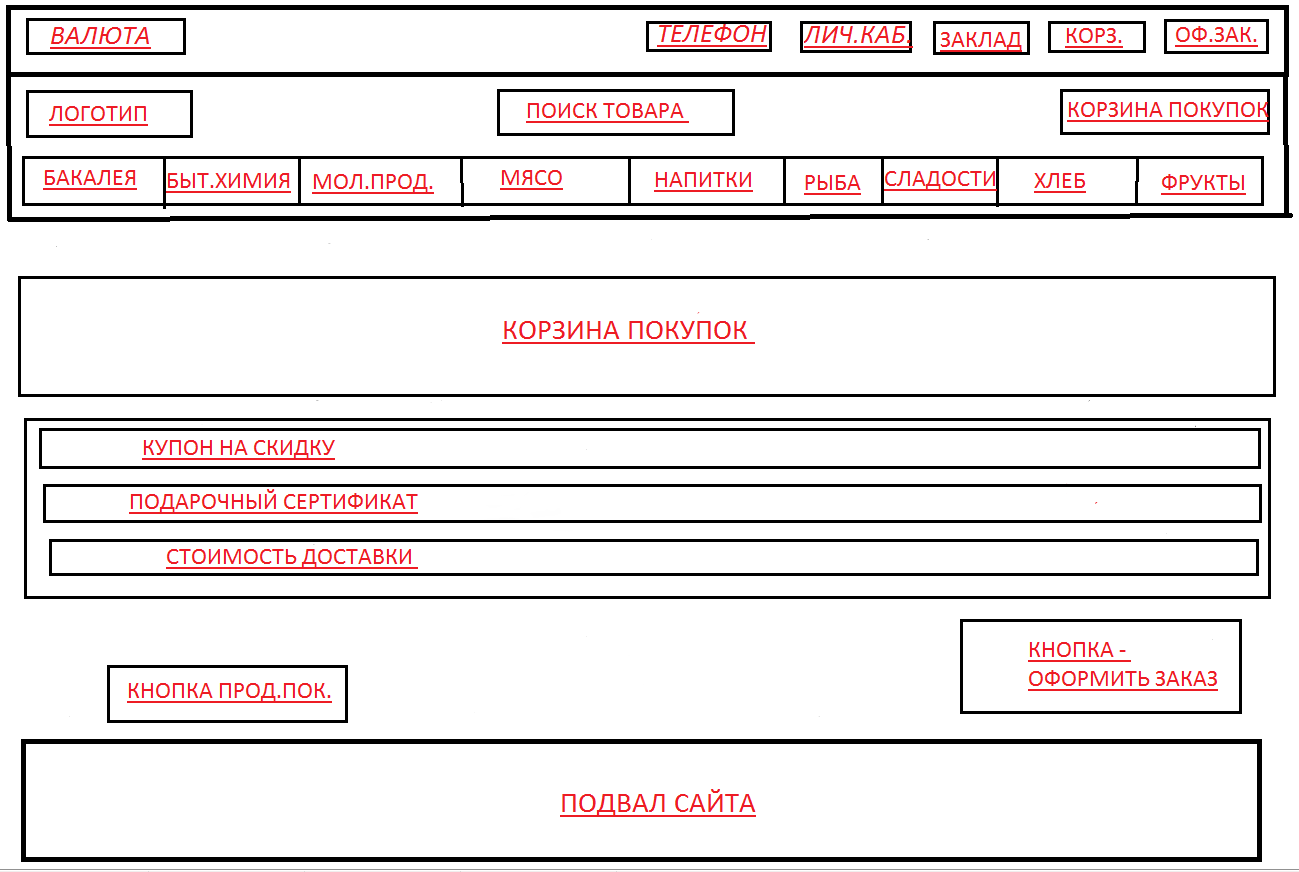 ВАЛЮТА
ТЕЛЕФОН
ЛИЧ.КАБ.
ЗАКЛАД
КОРЗ.
ОФ.ЗАК.
ЛОГОТИП
ПОИСК ТОВАРА
КОРЗИНА ПОКУПОК
БАКАЛЕЯ
БЫТ.ХИМИЯ
МОЛ.ПРОД.
МЯСО
НАПИТКИ
РЫБА
СЛАДОСТИ
ХЛЕБ
ФРУКТЫ
КОРЗИНА ПОКУПОК
КУПОН НА СКИДКУ
ПОДАРОЧНЫЙ СЕРТИФИКАТ
СТОИМОСТЬ ДОСТАВКИ
КНОПКА -
ОФОРМИТЬ ЗАКАЗ
КНОПКА ПРОД.ПОК.
ПОДВАЛ САЙТА